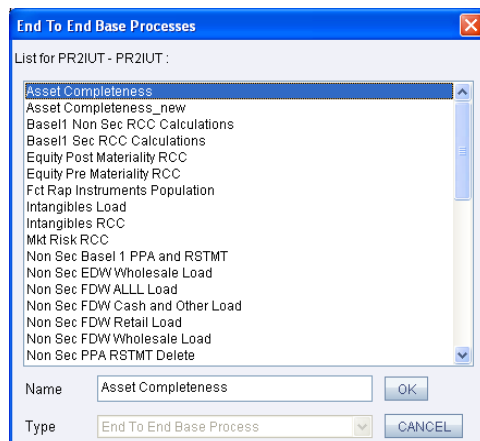 End To End Base Processes
List for PR2IUT - PR2IUT :
Asset Completeness
Asset Completeness_new
Basel1 Non Sec RCC Calculations
Basel1 Sec RCC Calculations
Equity Post Materiality RCC
Equity Pre Materiality RCC
Fct Rap Instruments Population
Intangibles Load
Intangibles RCC
Mkt Risk RCC
Non Sec Basel 1 PPA and RSTMT
Non Sec EDW Wholesale Load
Non Sec FDW ALLL Load
Non Sec FDW Cash and Other Load
Non Sec FDW Retail Load
Non Sec FDW Wholesale Load
Non Sec PPA RSTMT Delete
Name Asset Completeness OK
Type End To End Base Process CANCEL